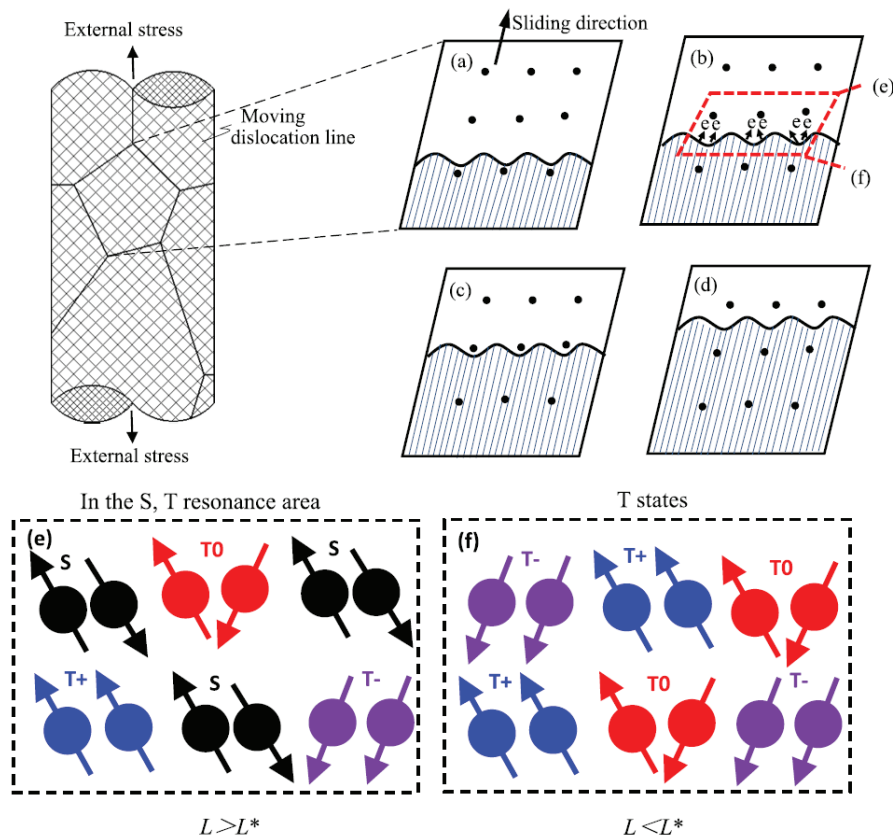 External stress
Moving
dislocation line
External stress
Sliding direction
(a)
(b)
(e)
e e e e e e
(f)
(c)
(d)
In the S, T resonance area
T states
(e)
S
T0
S
T+
S
T-
L＞L*
(f)
T-
T+
T0
T+
T0
T-
L＜L*